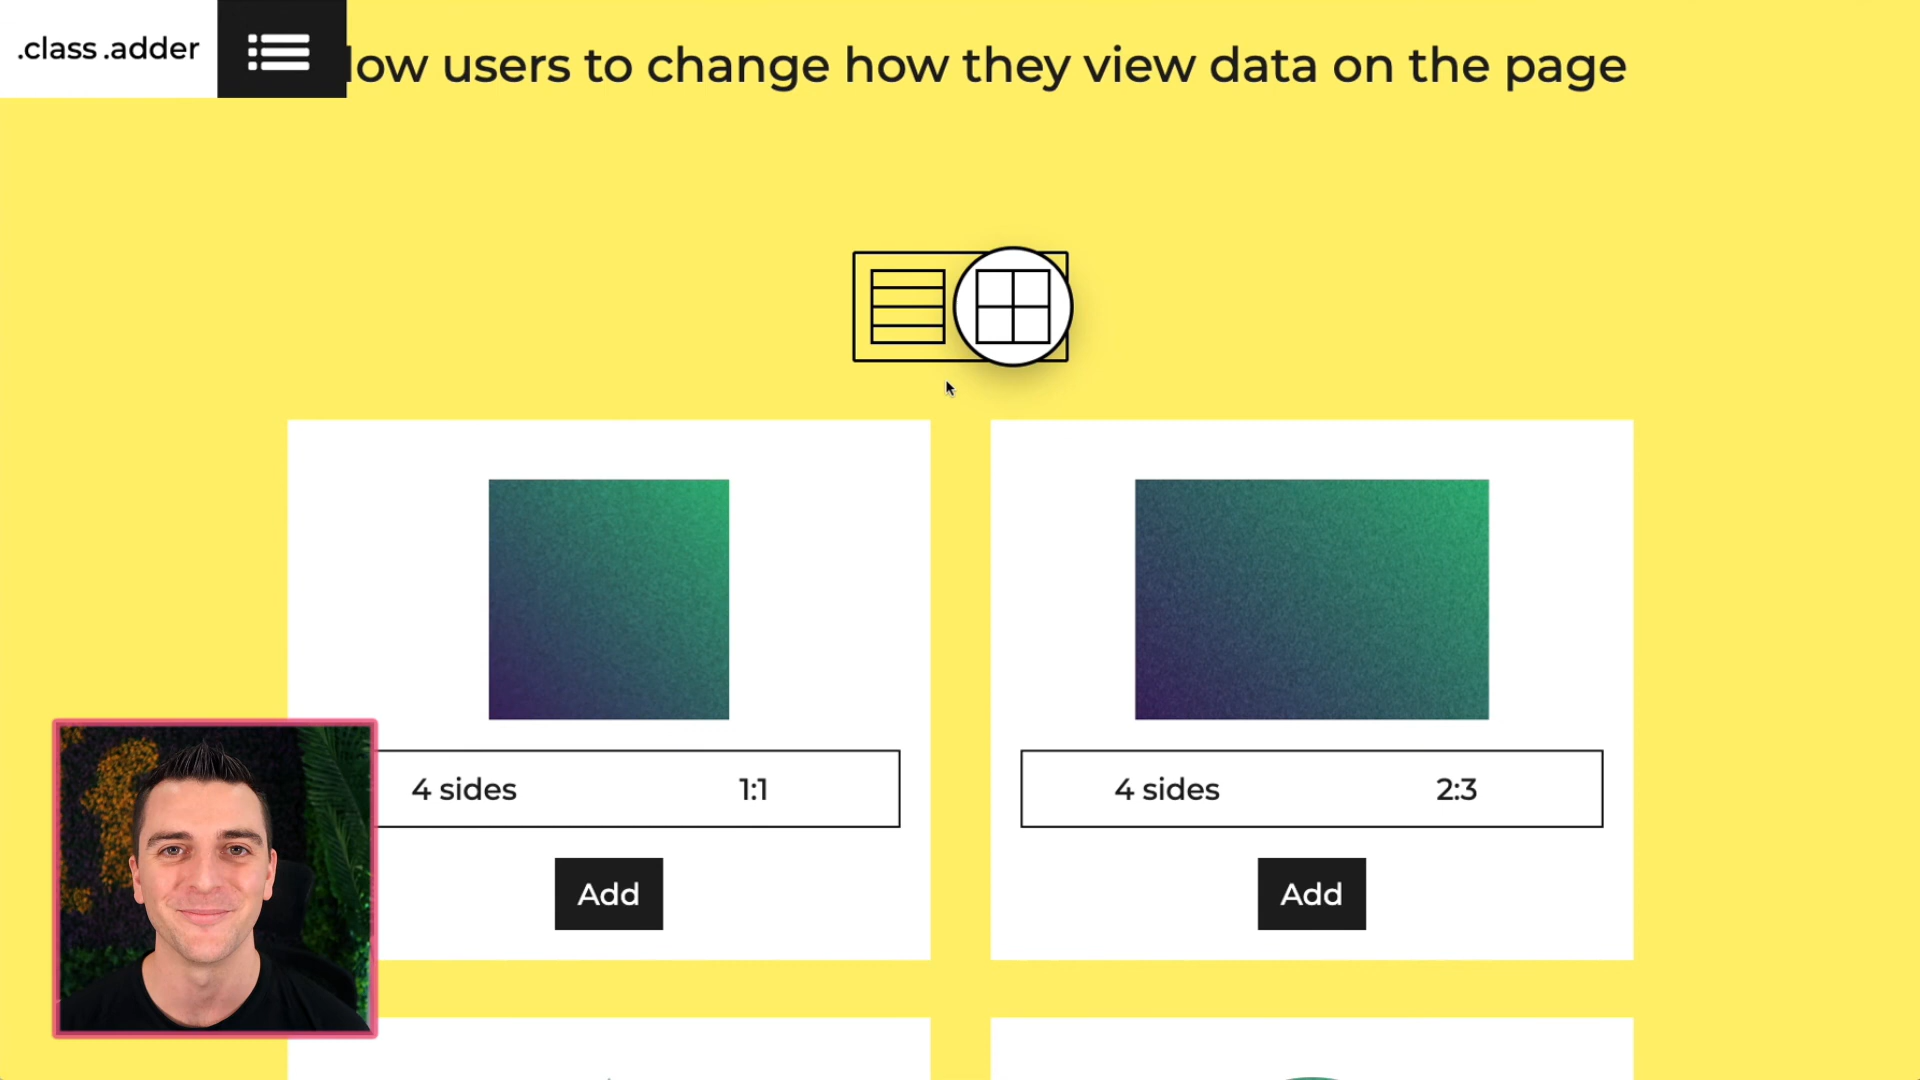 .class .adder
low users to change how they view data on the page
4 sides 1:1
4 sides 2:3
Add
Add